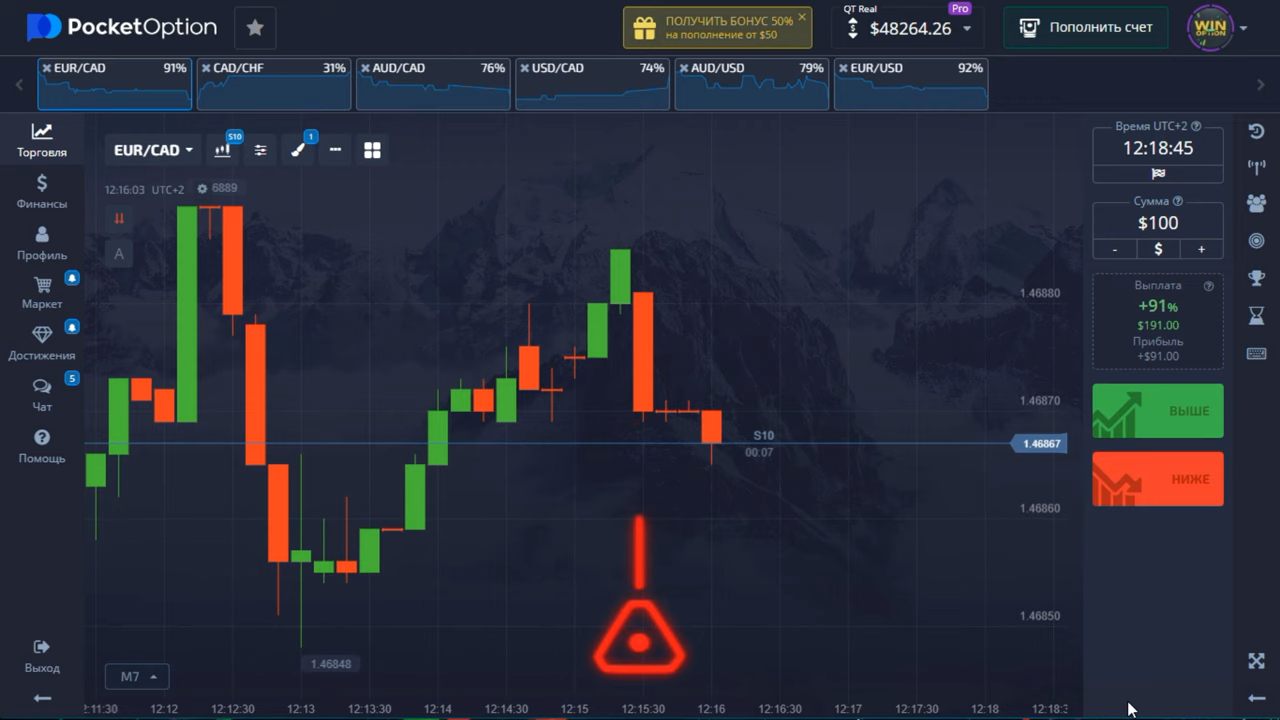 PocketOption
ПОЛУЧИТЬ БОНУС 50%
на пополнение от $50
QT Real
Pro
$48264.26
Пополнить счет
WIN
OPTION
EUR/CAD 91%
CAD/CHF 31%
AUD/CAD 76%
USD/CAD 74%
AUD/USD 79%
EUR/USD 92%
Торговля
Финансы
Профиль
Маркет
Достижения
5
Чат
Помощь
Выход
EUR/CAD
S10
1
12:16:03 UTC+2
6889
A
1.46880
1.46870
S10
00:07
1.46867
1.46860
1.46850
1.46848
M7
2:11:30 12:12 12:12:30 12:13 12:13:30 12:14 12:14:30 12:15 12:15:30 12:16 12:16:30 12:17 12:17:30 12:18 12:18:3
Время UTC+2
12:18:45
Сумма
$100
- $ +
Выплата
+91%
$191.00
Прибыль
+$91.00
ВЫШЕ
НИЖЕ